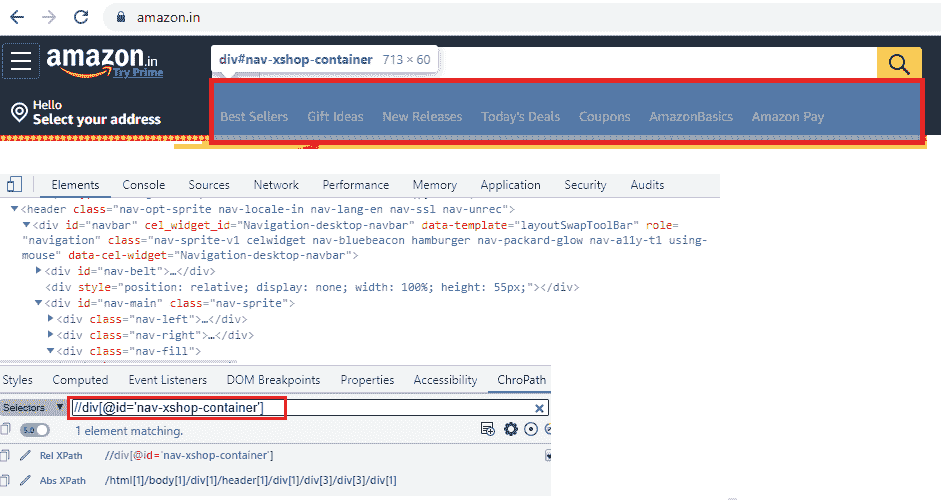 amazon.in
amazon.in
Try Prime
div#nav-xshop-container 713 × 60
Hello
Select your address
Best Sellers Gift Ideas New Releases Today's Deals Coupons AmazonBasics Amazon Pay
Elements Console Sources Network Performance Memory Application Security Audits
▼<header class="nav-opt-sprite nav-locale-in nav-lang-en nav-ssl nav-unrec">
▼<div id="navbar" cel_widget_id="Navigation-desktop-navbar" data-template="layoutSwapToolBar" role=
"navigation" class="nav-sprite-v1 celwidget nav-bluebeacon hamburger nav-packard-glow nav-a11y-t1 using-
mouse" data-cel-widget="Navigation-desktop-navbar">
▶<div id="nav-belt">…</div>
<div style="position: relative; display: none; width: 100%; height: 55px;"></div>
▼<div id="nav-main" class="nav-sprite">
▶<div class="nav-left">…</div>
▶<div class="nav-right">…</div>
▼<div class="nav-fill">
Styles Computed Event Listeners DOM Breakpoints Properties Accessibility ChroPath
Selectors ▼ //div[@id='nav-xshop-container']
5.0 1 element matching.
Rel XPath //div[@id='nav-xshop-container']
Abs XPath /html[1]/body[1]/div[1]/header[1]/div[1]/div[3]/div[3]/div[1]